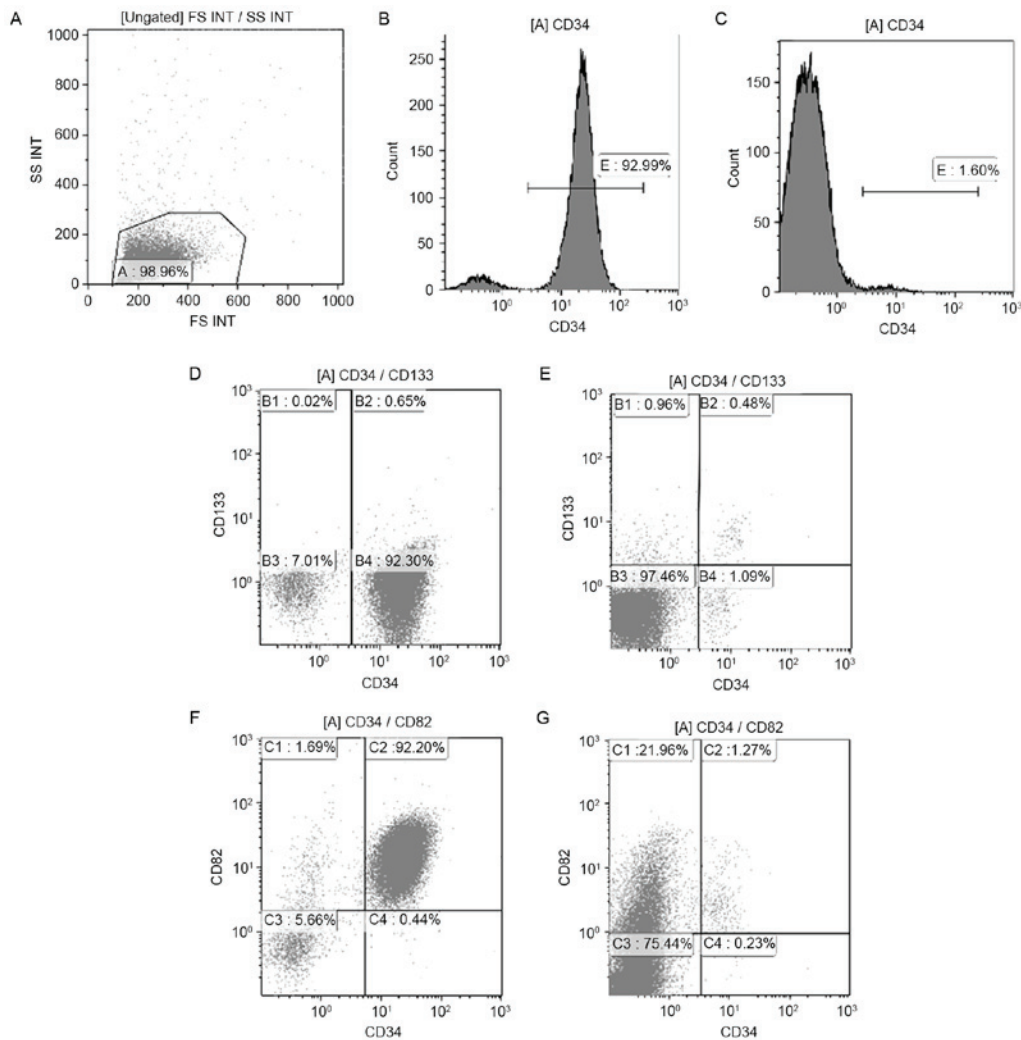 A
[Ungated] FS INT / SS INT
1000
800
600
400
200
0
SS INT
A : 98.96%
0 200 400 600 800 1000
FS INT
B
[A] CD34
250
200
150
100
50
0
Count
E : 92.99%
10⁰ 10¹ 10² 10³
CD34
C
[A] CD34
150
100
50
0
Count
E : 1.60%
10⁰ 10¹ 10² 10³
CD34
D
[A] CD34 / CD133
10³
10²
10¹
10⁰
CD133
B1 : 0.02% B2 : 0.65%
B3 : 7.01% B4 : 92.30%
10⁰ 10¹ 10² 10³
CD34
E
[A] CD34 / CD133
10³
10²
10¹
10⁰
CD133
B1 : 0.96% B2 : 0.48%
B3 : 97.46% B4 : 1.09%
10⁰ 10¹ 10² 10³
CD34
F
[A] CD34 / CD82
10³
10²
10¹
10⁰
CD82
C1 : 1.69% C2 : 92.20%
C3 : 5.66% C4 : 0.44%
10⁰ 10¹ 10² 10³
CD34
G
[A] CD34 / CD82
10³
10²
10¹
10⁰
CD82
C1 :21.96% C2 : 1.27%
C3 : 75.44% C4 : 0.23%
10⁰ 10¹ 10² 10³
CD34